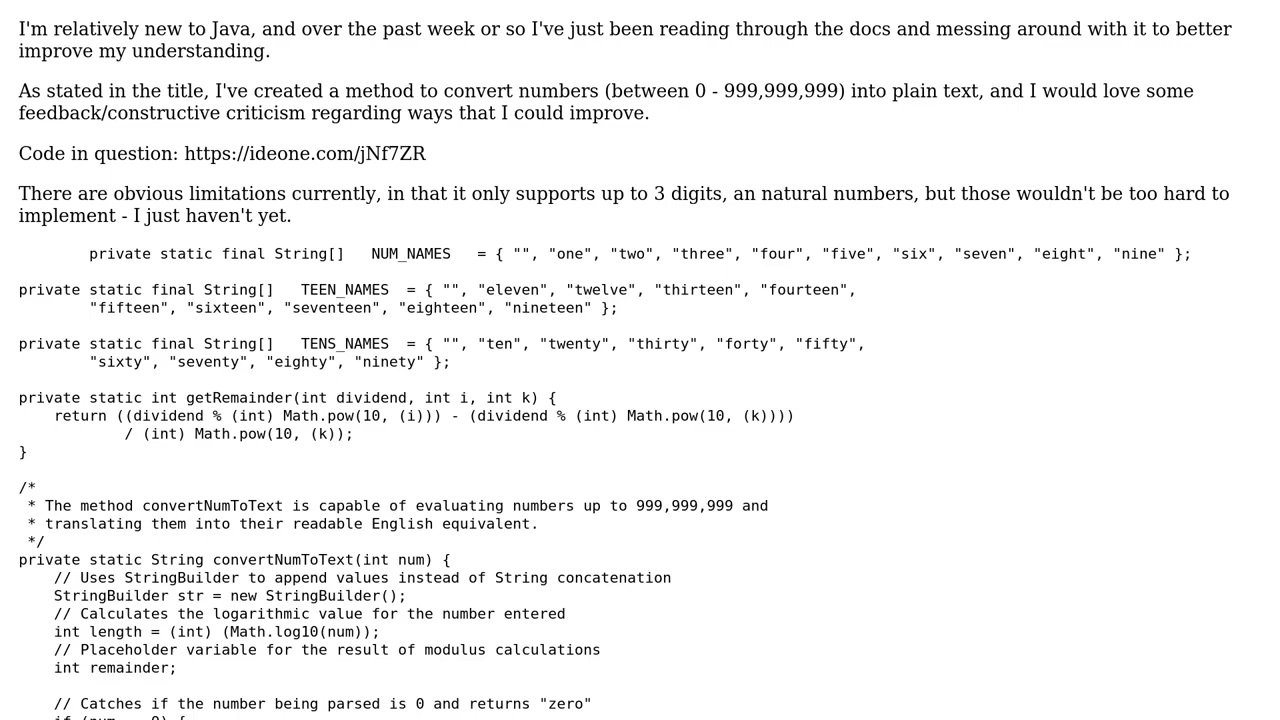 I'm relatively new to Java, and over the past week or so I've just been reading through the docs and messing around with it to better
improve my understanding.
As stated in the title, I've created a method to convert numbers (between 0 - 999,999,999) into plain text, and I would love some
feedback/constructive criticism regarding ways that I could improve.
Code in question: https://ideone.com/jNf7ZR
There are obvious limitations currently, in that it only supports up to 3 digits, an natural numbers, but those wouldn't be too hard to
implement - I just haven't yet.
        private static final String[]   NUM_NAMES   = { "", "one", "two", "three", "four", "five", "six", "seven", "eight", "nine" };
private static final String[]   TEEN_NAMES  = { "", "eleven", "twelve", "thirteen", "fourteen",
        "fifteen", "sixteen", "seventeen", "eighteen", "nineteen" };
private static final String[]   TENS_NAMES  = { "", "ten", "twenty", "thirty", "forty", "fifty",
        "sixty", "seventy", "eighty", "ninety" };
private static int getRemainder(int dividend, int i, int k) {
    return ((dividend % (int) Math.pow(10, (i))) - (dividend % (int) Math.pow(10, (k))))
            / (int) Math.pow(10, (k));
}
/*
 * The method convertNumToText is capable of evaluating numbers up to 999,999,999 and
 * translating them into their readable English equivalent.
 */
private static String convertNumToText(int num) {
    // Uses StringBuilder to append values instead of String concatenation
    StringBuilder str = new StringBuilder();
    // Calculates the logarithmic value for the number entered
    int length = (int) (Math.log10(num));
    // Placeholder variable for the result of modulus calculations
    int remainder;
    // Catches if the number being parsed is 0 and returns "zero"